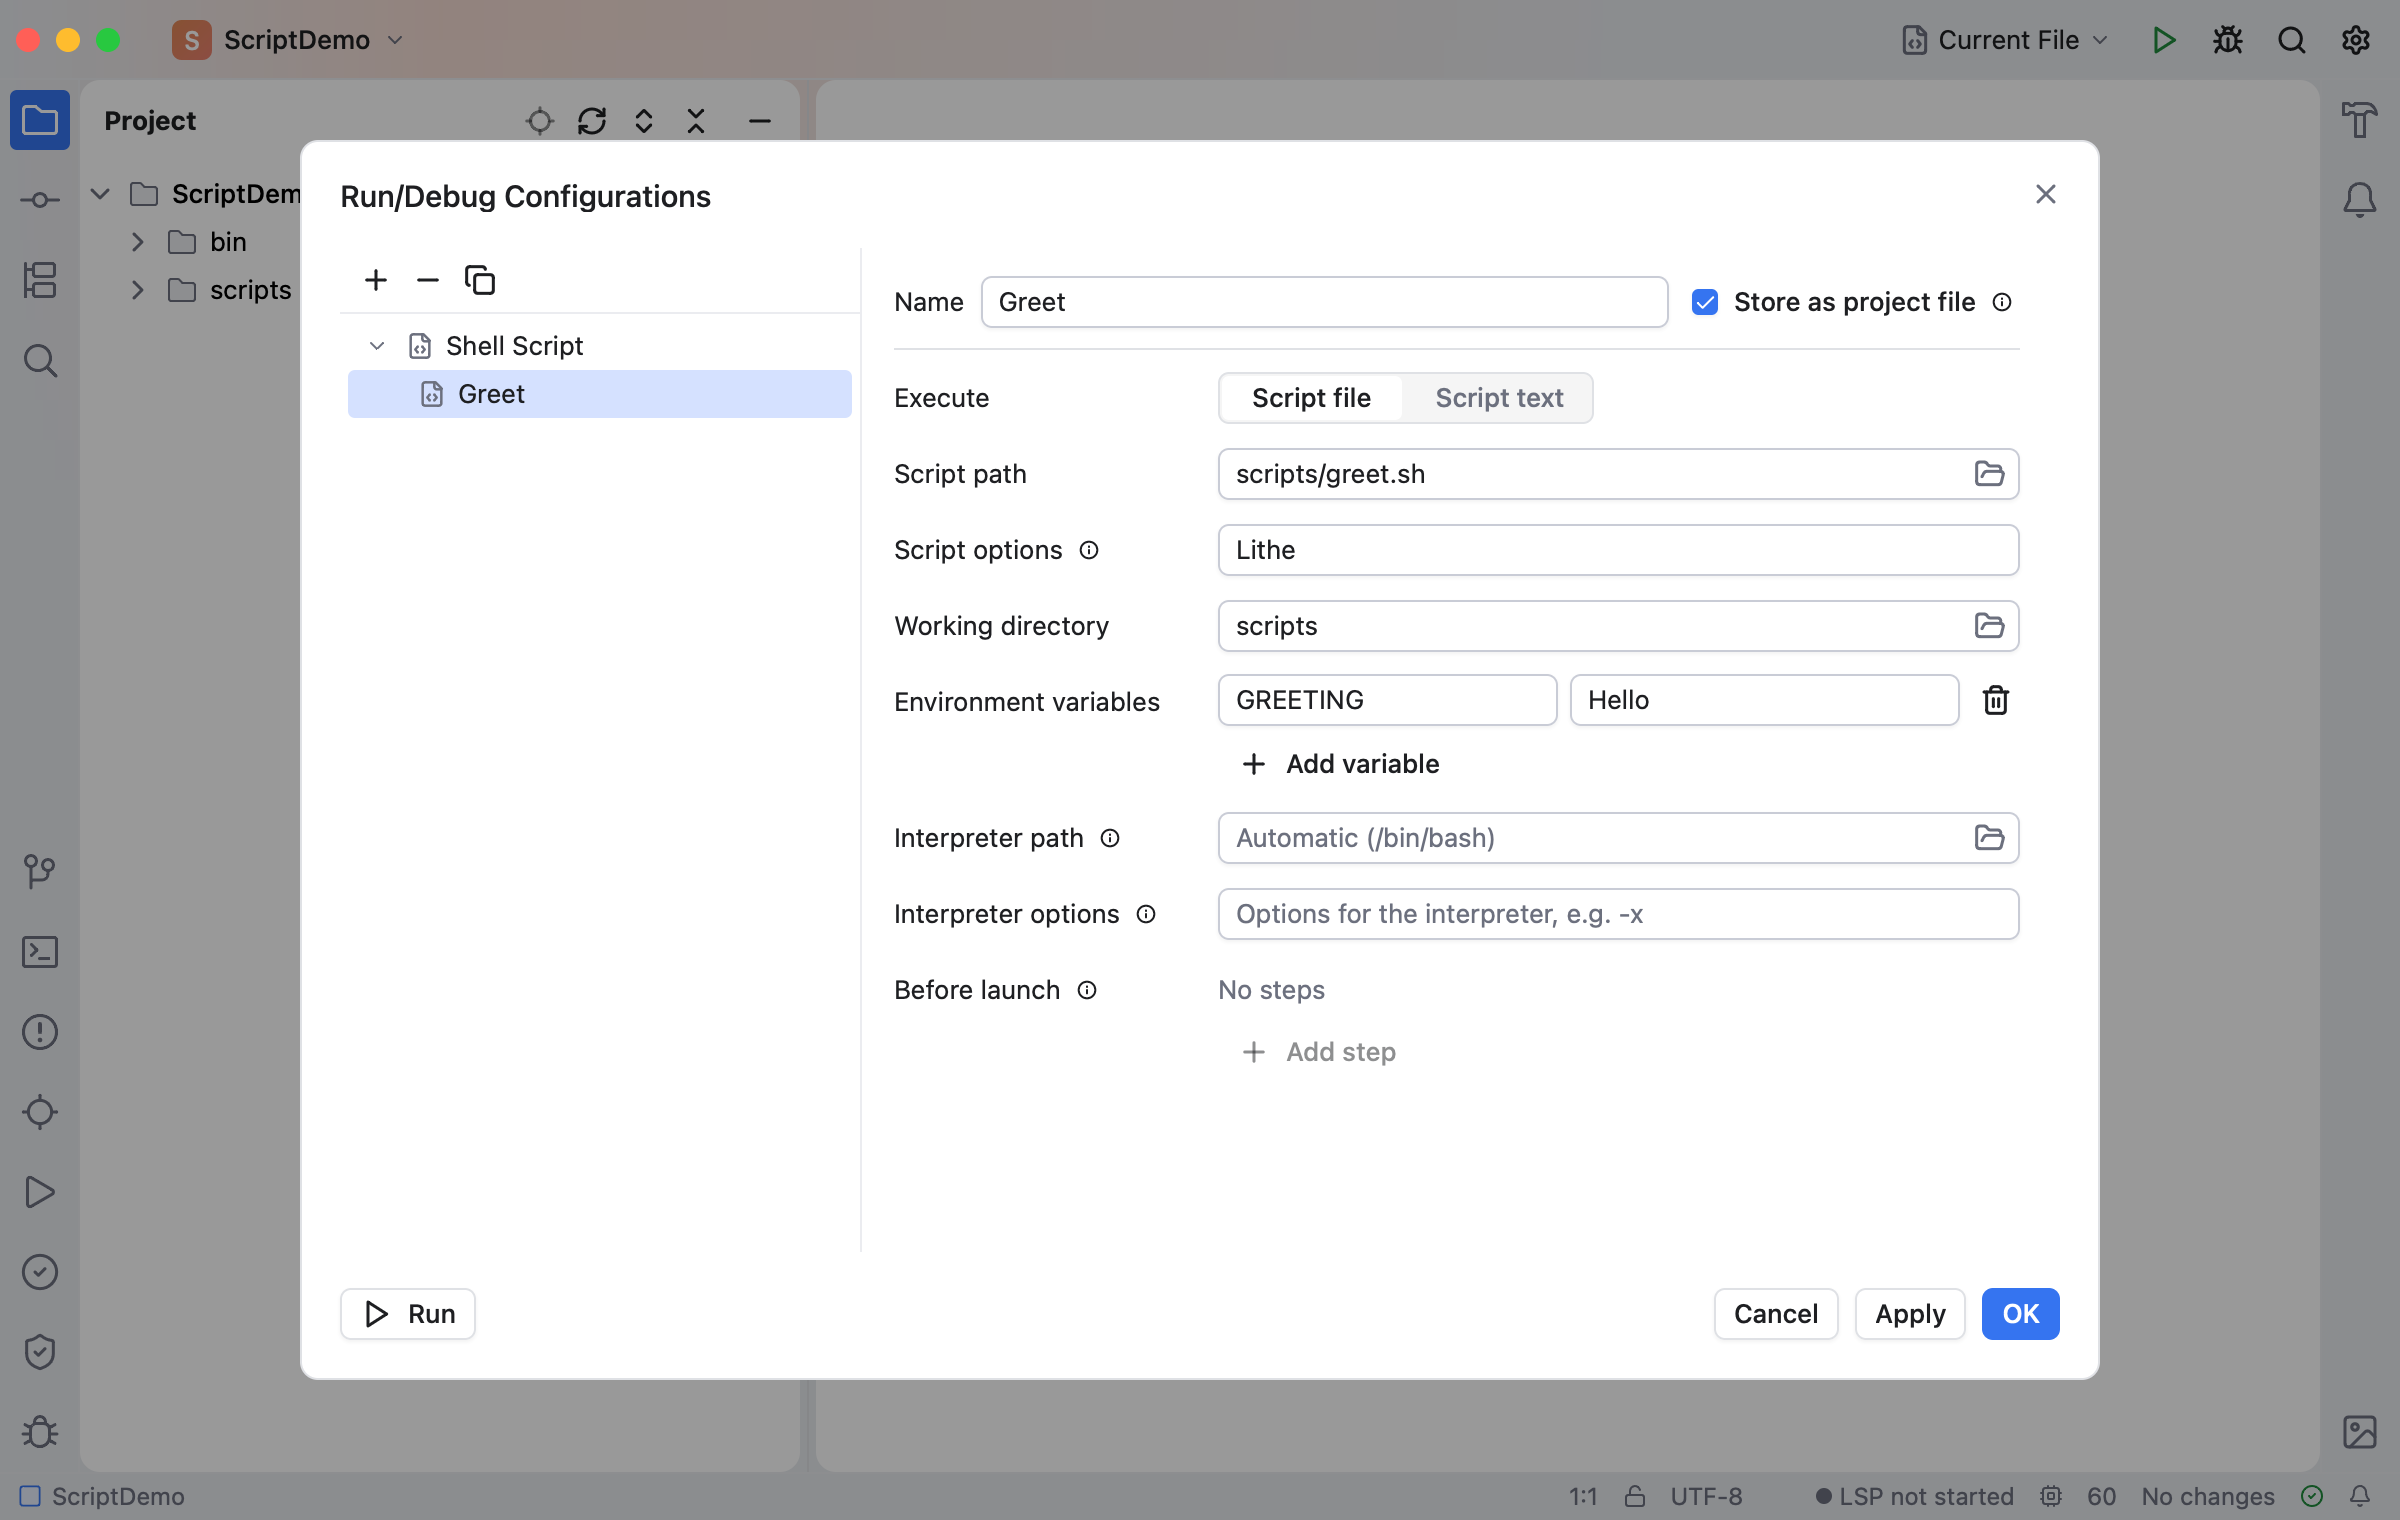 S ScriptDemo
Current File
Project
ScriptDem
bin
scripts
Run/Debug Configurations
Shell Script
Greet
Name Greet Store as project file
Execute Script file Script text
Script path scripts/greet.sh
Script options Lithe
Working directory scripts
Environment variables GREETING Hello
Add variable
Interpreter path Automatic (/bin/bash)
Interpreter options Options for the interpreter, e.g. -x
Before launch No steps
Add step
Run Cancel Apply OK
ScriptDemo 1:1 UTF-8 LSP not started 60 No changes